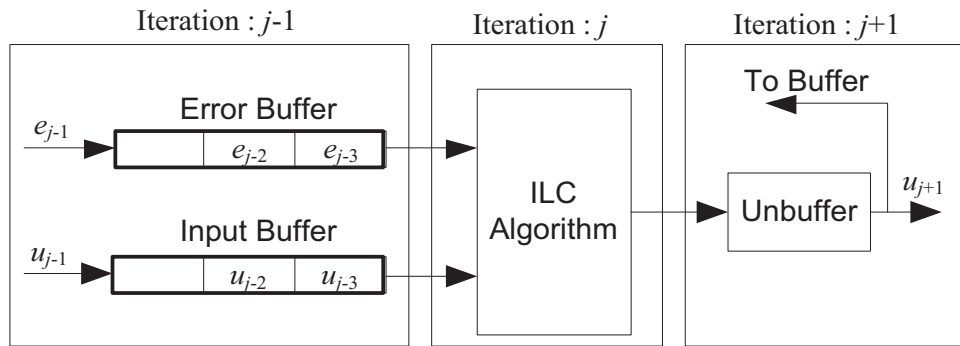 Iteration : j-1
Iteration : j
Iteration : j+1
Error Buffer
e_{j-1}
e_{j-2}
e_{j-3}
Input Buffer
u_{j-1}
u_{j-2}
u_{j-3}
ILC
Algorithm
To Buffer
Unbuffer
u_{j+1}